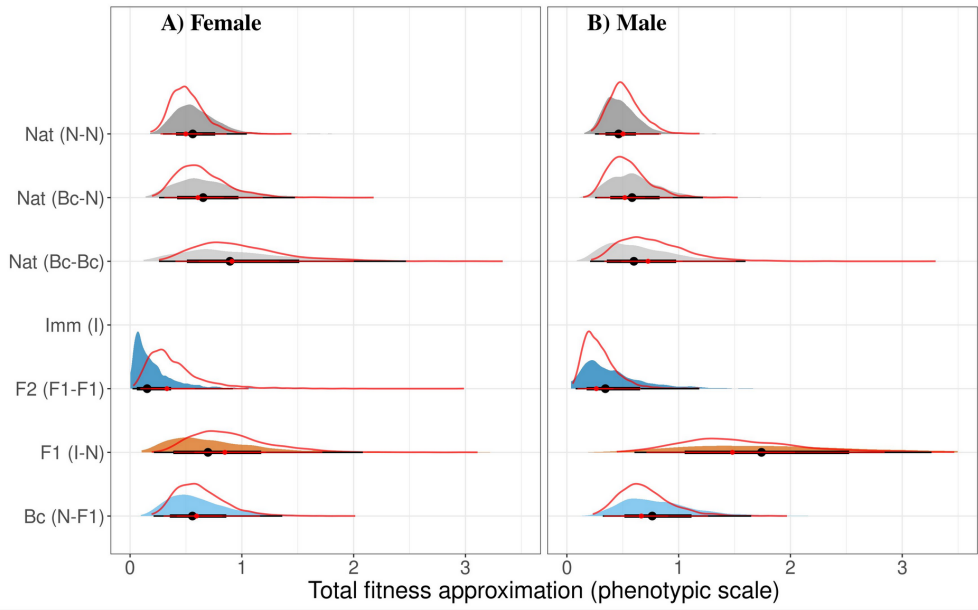 A) Female
B) Male
Nat (N-N)
Nat (Bc-N)
Nat (Bc-Bc)
Imm (I)
F2 (F1-F1)
F1 (I-N)
Bc (N-F1)
0 1 2 3
0 1 2 3
Total fitness approximation (phenotypic scale)